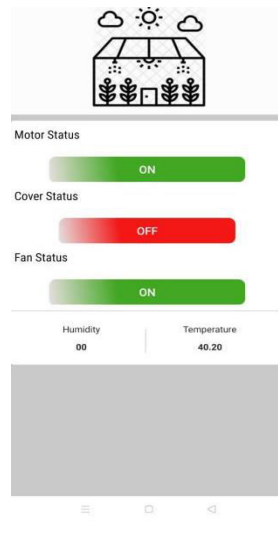 Motor Status
ON
Cover Status
OFF
Fan Status
ON
Humidity Temperature
00 40.20